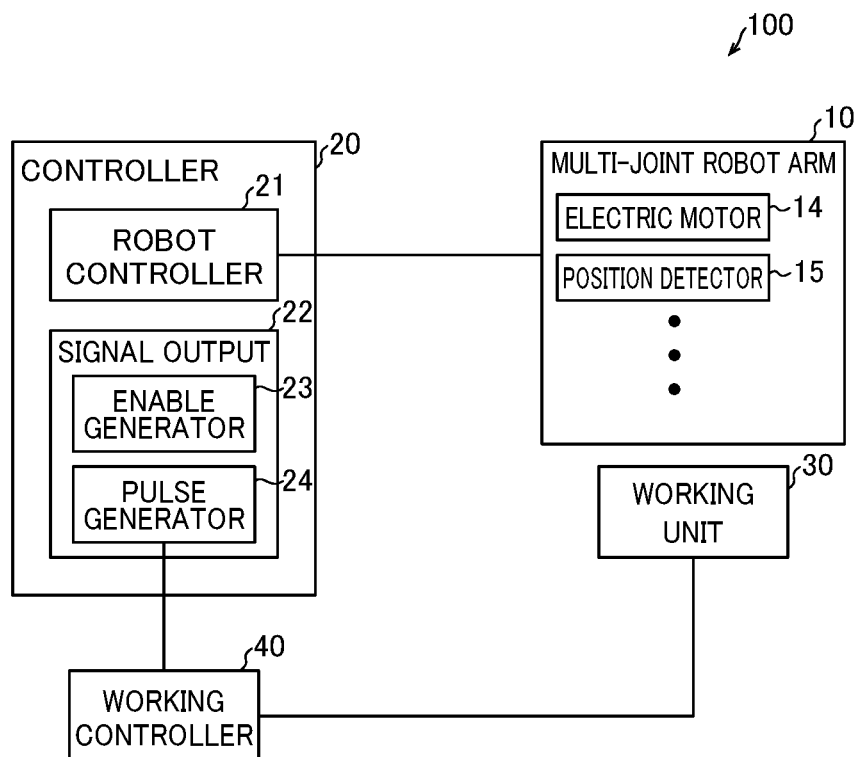 100
20
CONTROLLER
21
ROBOT
CONTROLLER
22
SIGNAL OUTPUT
23
ENABLE
GENERATOR
24
PULSE
GENERATOR
10
MULTI-JOINT ROBOT ARM
ELECTRIC MOTOR
14
POSITION DETECTOR
15
30
WORKING
UNIT
40
WORKING
CONTROLLER